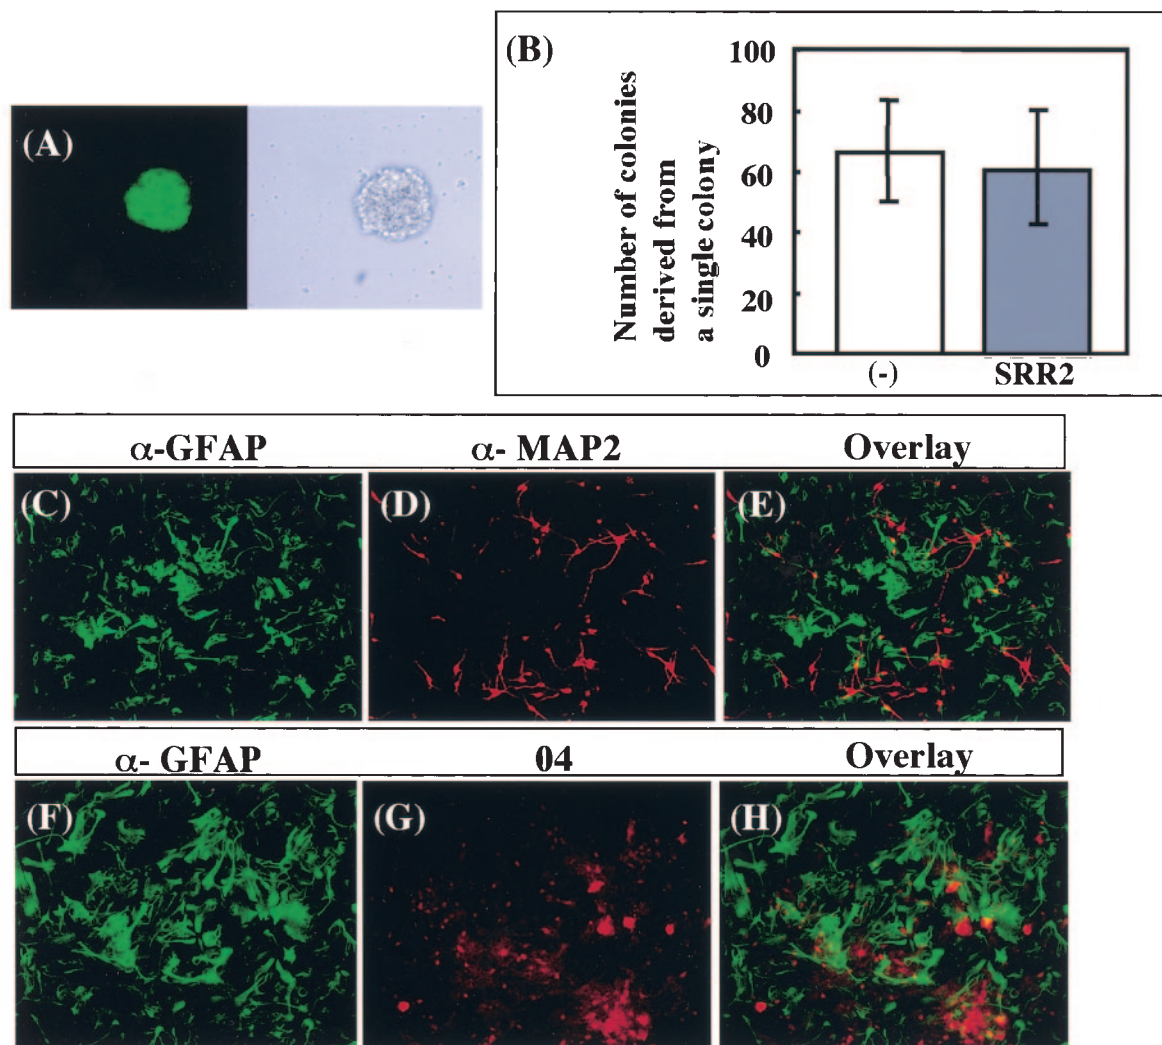 (A)
(B)
Number of colonies
derived from
a single colony
100
80
60
40
20
0
(-)
SRR2
α-GFAP
α- MAP2
Overlay
(C)
(D)
(E)
α- GFAP
04
Overlay
(F)
(G)
(H)